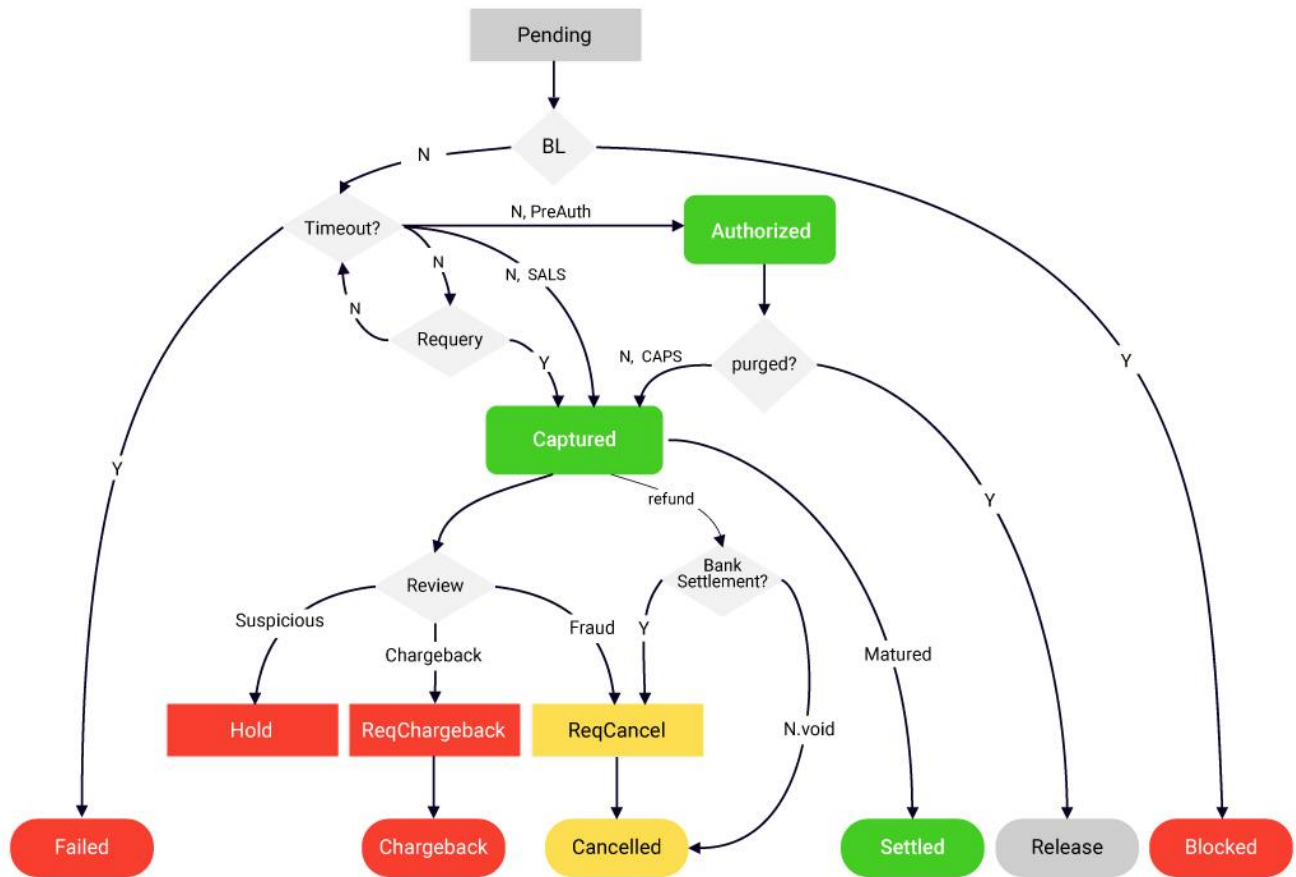 Pending
BL
N
Timeout?
N, PreAuth
Authorized
N
N, SALS
N
Requery
Y
N, CAPS
purged?
Y
Captured
Y
refund
Y
Bank
Settlement?
Review
Suspicious
Fraud
Y
Chargeback
Matured
Hold
ReqChargeback
ReqCancel
N.void
Failed
Chargeback
Cancelled
Settled
Release
Blocked